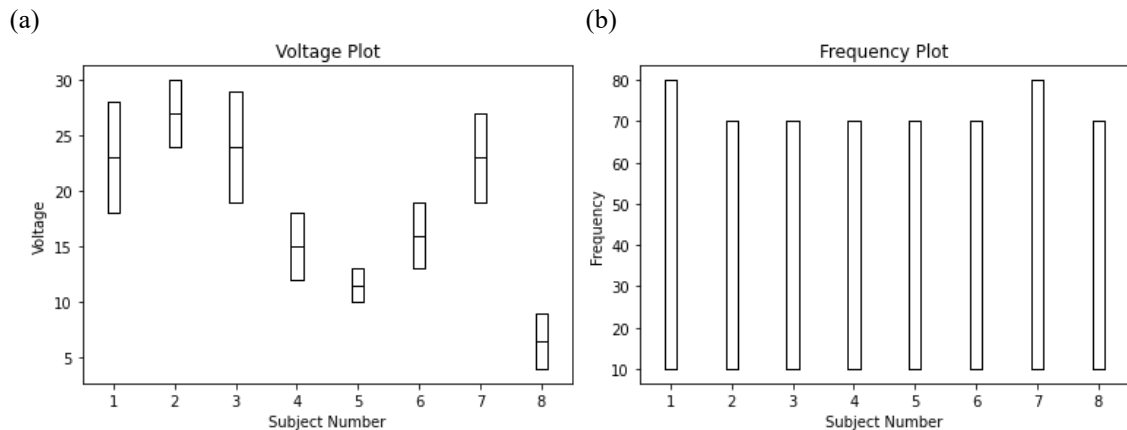 (a)
Voltage Plot
30
25
20
15
10
5
Voltage
1 2 3 4 5 6 7 8
Subject Number
(b)
Frequency Plot
80
70
60
50
40
30
20
10
Frequency
1 2 3 4 5 6 7 8
Subject Number